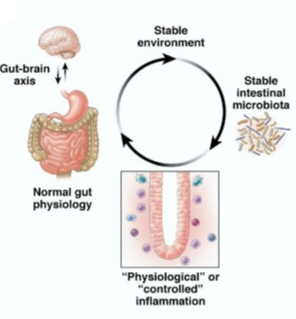 Stable
environment
Gut-brain
axis
Stable
intestinal
microbiota
Normal gut
physiology
“Physiological” or
“controlled”
inflammation